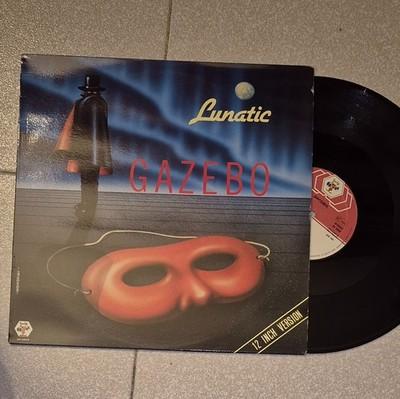 Lunatic
GAZEBO
12 INCH VERSION